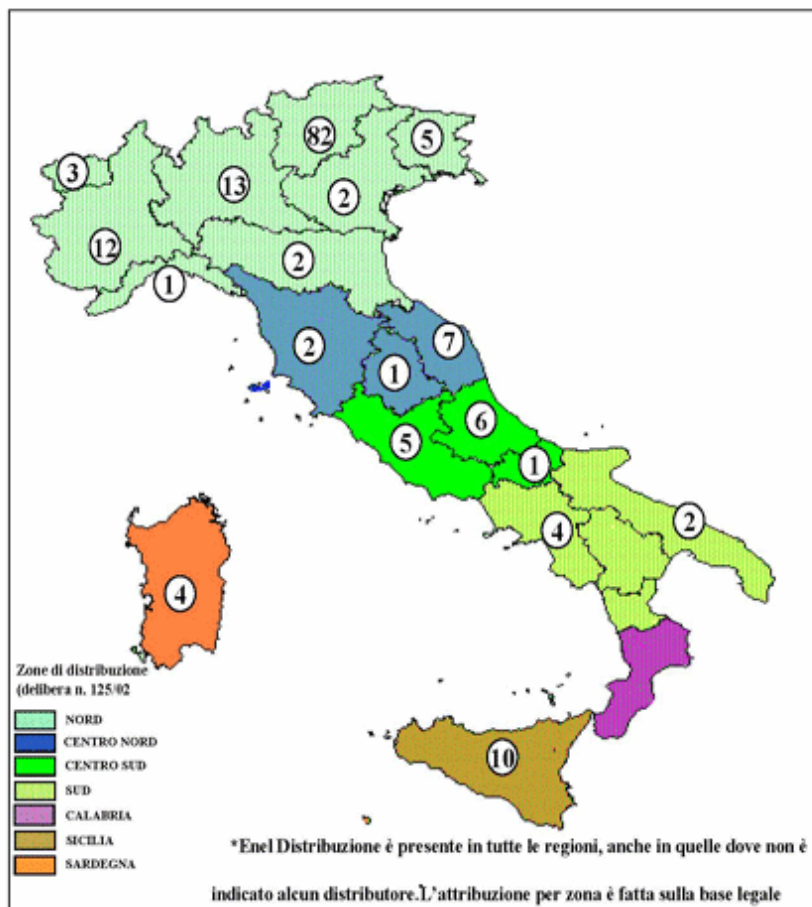 82
5
3
13
2
12
2
1
7
2
1
6
5
1
2
4
4
10
Zone di distribuzione
(delibera n. 125/02
NORD
CENTRO NORD
CENTRO SUD
SUD
CALABRIA
SICILIA
SARDEGNA
*Enel Distribuzione è presente in tutte le regioni, anche in quelle dove non è
indicato alcun distributore.L'attribuzione per zona è fatta sulla base legale